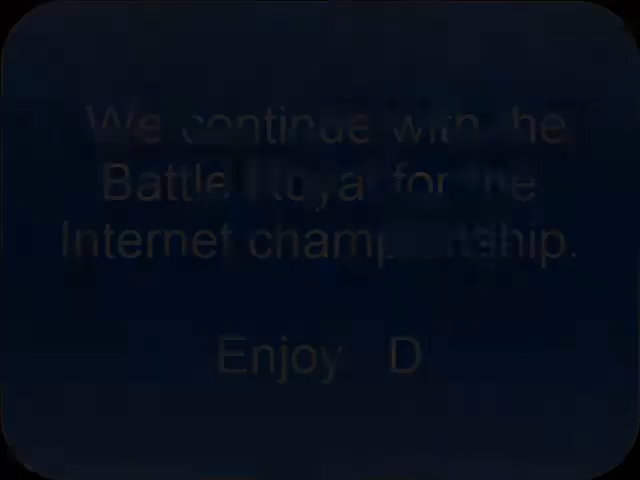 We continue with the
Battle Royal for the
Internet championship.
Enjoy D